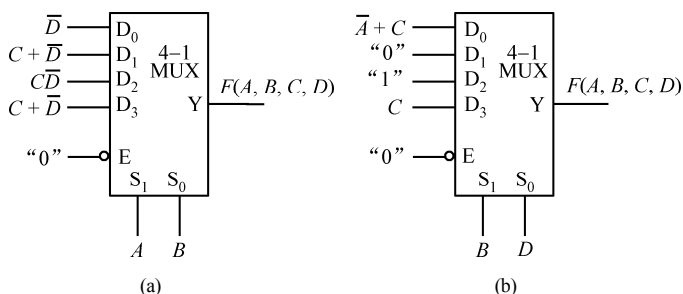 D̅ D₀
C + D̅ D₁ 4–1
CD̅ D₂ MUX
C + D̅ D₃ Y F(A, B, C, D)
“0” E
S₁ S₀
A B
(a)
A̅ + C D₀
“0” D₁ 4–1
“1” D₂ MUX
C D₃ Y F(A, B, C, D)
“0” E
S₁ S₀
B D
(b)